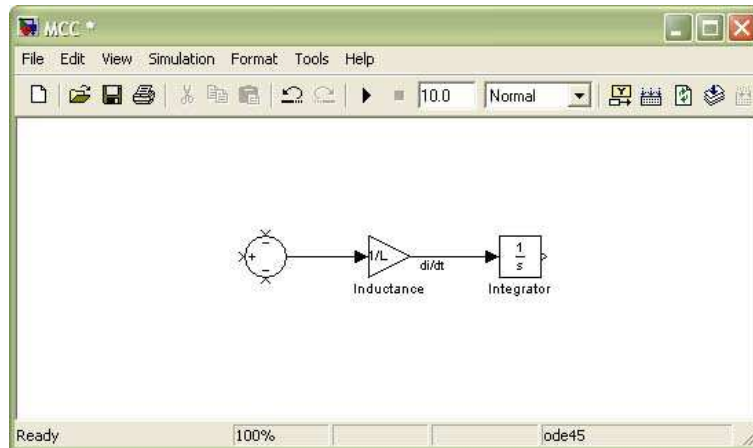 MCC *
File Edit View Simulation Format Tools Help
10.0 Normal
-
+ 1/L di/dt 1
s
-
Inductance Integrator
Ready 100% ode45